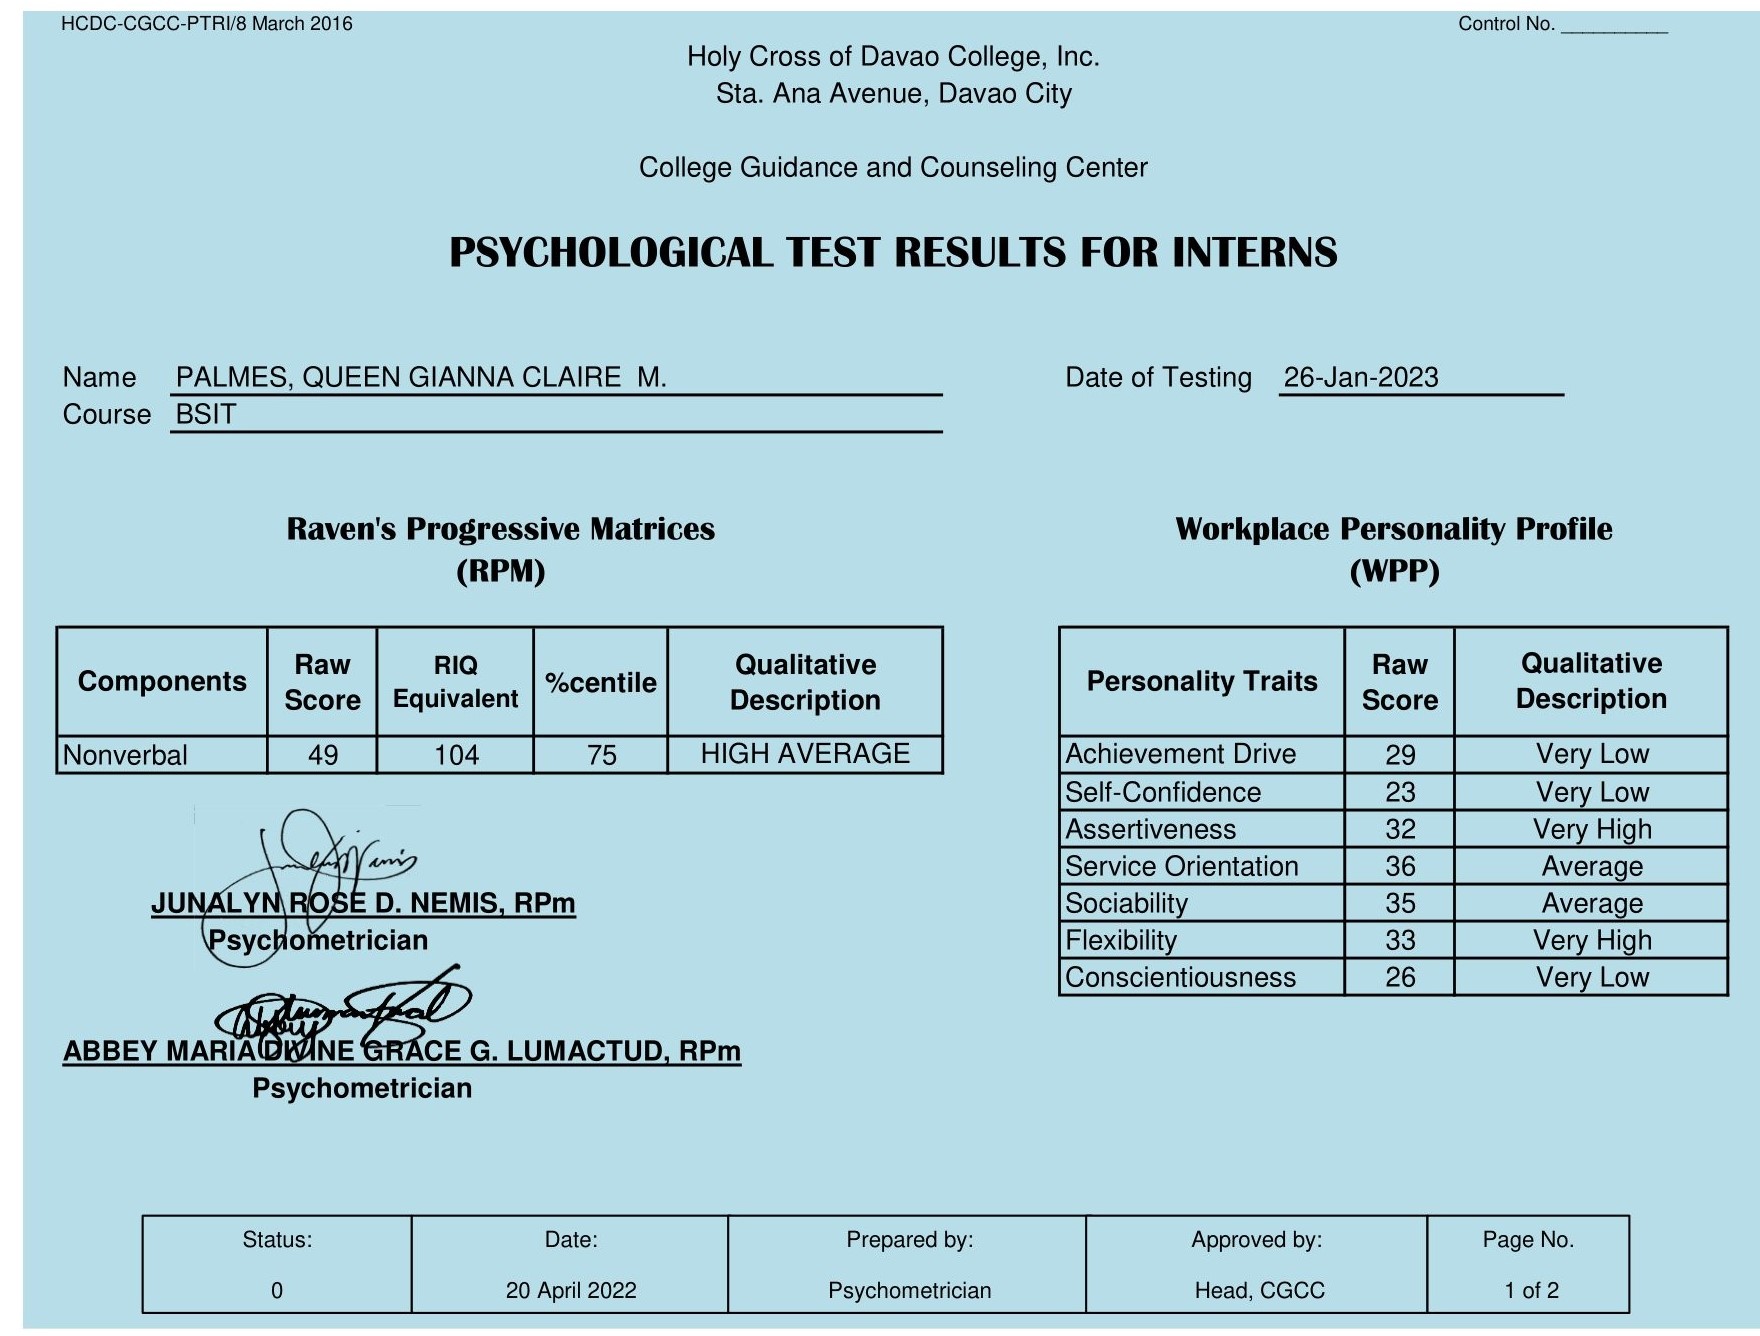 HCDC-CGCC-PTRI/8 March 2016
Control No. __________
Holy Cross of Davao College, Inc.
Sta. Ana Avenue, Davao City
College Guidance and Counseling Center
PSYCHOLOGICAL TEST RESULTS FOR INTERNS
Name PALMES, QUEEN GIANNA CLAIRE M.
Date of Testing 26-Jan-2023
Course BSIT
Raven's Progressive Matrices
(RPM)
Components Raw Score RIQ Equivalent %centile Qualitative Description
Nonverbal 49 104 75 HIGH AVERAGE
JUNALYN ROSE D. NEMIS, RPm
Psychometrician
ABBEY MARIA DIVINE GRACE G. LUMACTUD, RPm
Psychometrician
Workplace Personality Profile
(WPP)
Personality Traits Raw Score Qualitative Description
Achievement Drive 29 Very Low
Self-Confidence 23 Very Low
Assertiveness 32 Very High
Service Orientation 36 Average
Sociability 35 Average
Flexibility 33 Very High
Conscientiousness 26 Very Low
Status: Date: Prepared by: Approved by: Page No.
0 20 April 2022 Psychometrician Head, CGCC 1 of 2